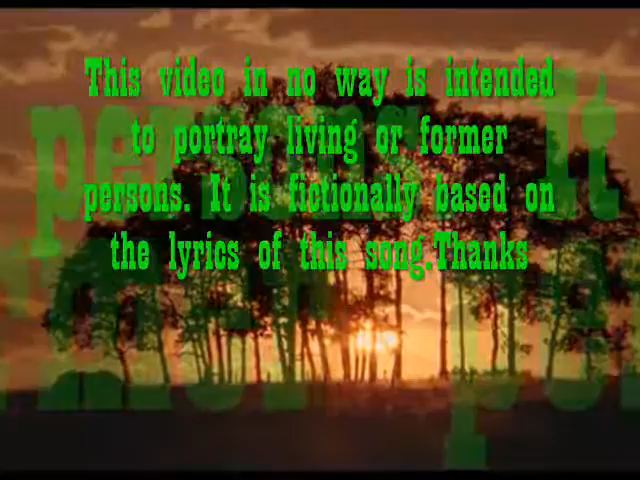 This video in no way is intended
to portray living or former
persons. It is fictionally based on
the lyrics of this song.Thanks